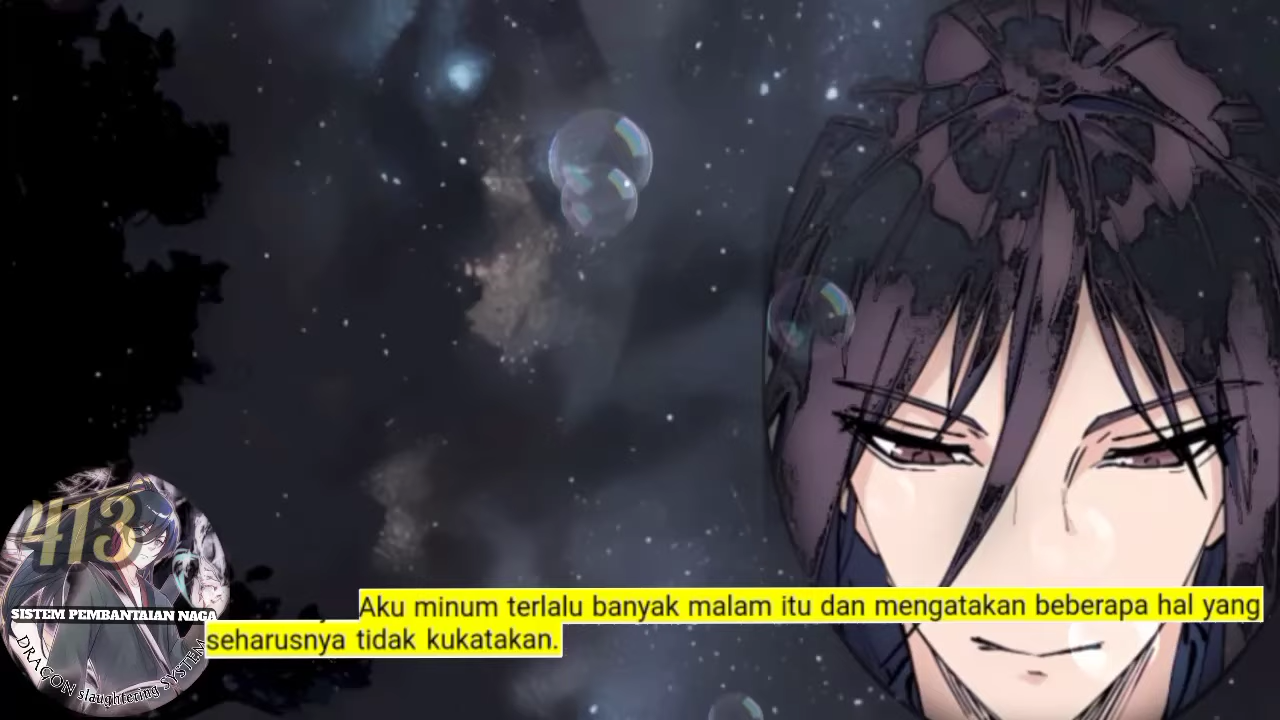 413
SISTEM PEMBANTAIAN NAGA
DRAGON slaughtering SYSTEM
Aku minum terlalu banyak malam itu dan mengatakan beberapa hal yang
seharusnya tidak kukatakan.